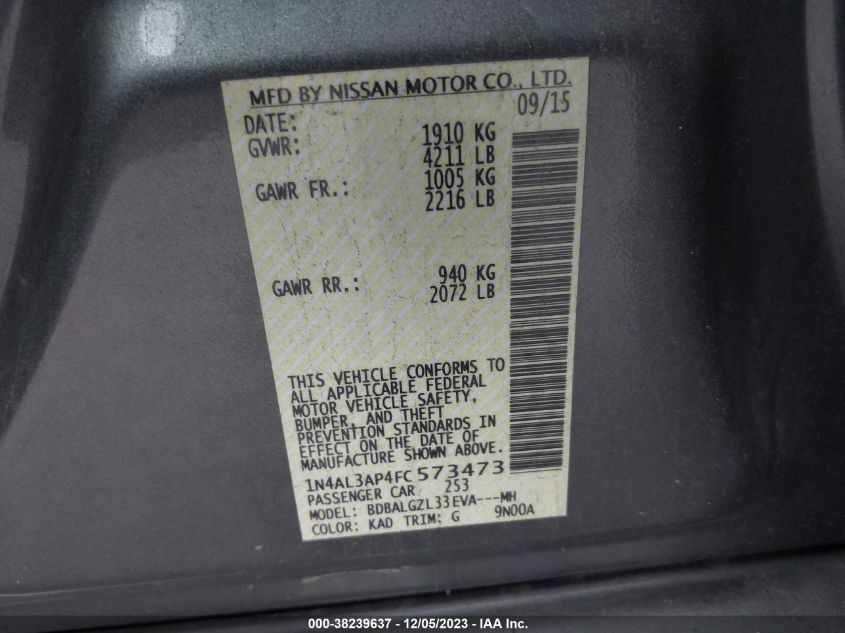 MFD BY NISSAN MOTOR CO., LTD.
DATE: 09/15
GVWR: 1910 KG
4211 LB
GAWR FR.: 1005 KG
2216 LB
GAWR RR.: 940 KG
2072 LB
THIS VEHICLE CONFORMS TO
ALL APPLICABLE FEDERAL
MOTOR VEHICLE SAFETY,
BUMPER, AND THEFT
PREVENTION STANDARDS IN
EFFECT ON THE DATE OF
MANUFACTURE SHOWN ABOVE.
1N4AL3AP4FC573473
PASSENGER CAR 253
MODEL: BDBALGZL33EVA---MH
COLOR: KAD TRIM: G 9N00A
000-38239637 - 12/05/2023 - IAA Inc.